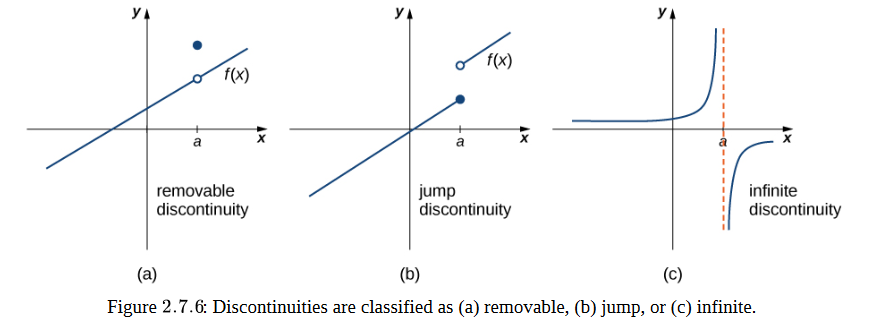 y
f(x)
a
x
removable
discontinuity
(a)
y
f(x)
a
x
jump
discontinuity
(b)
y
a
x
infinite
discontinuity
(c)
Figure 2.7.6: Discontinuities are classified as (a) removable, (b) jump, or (c) infinite.